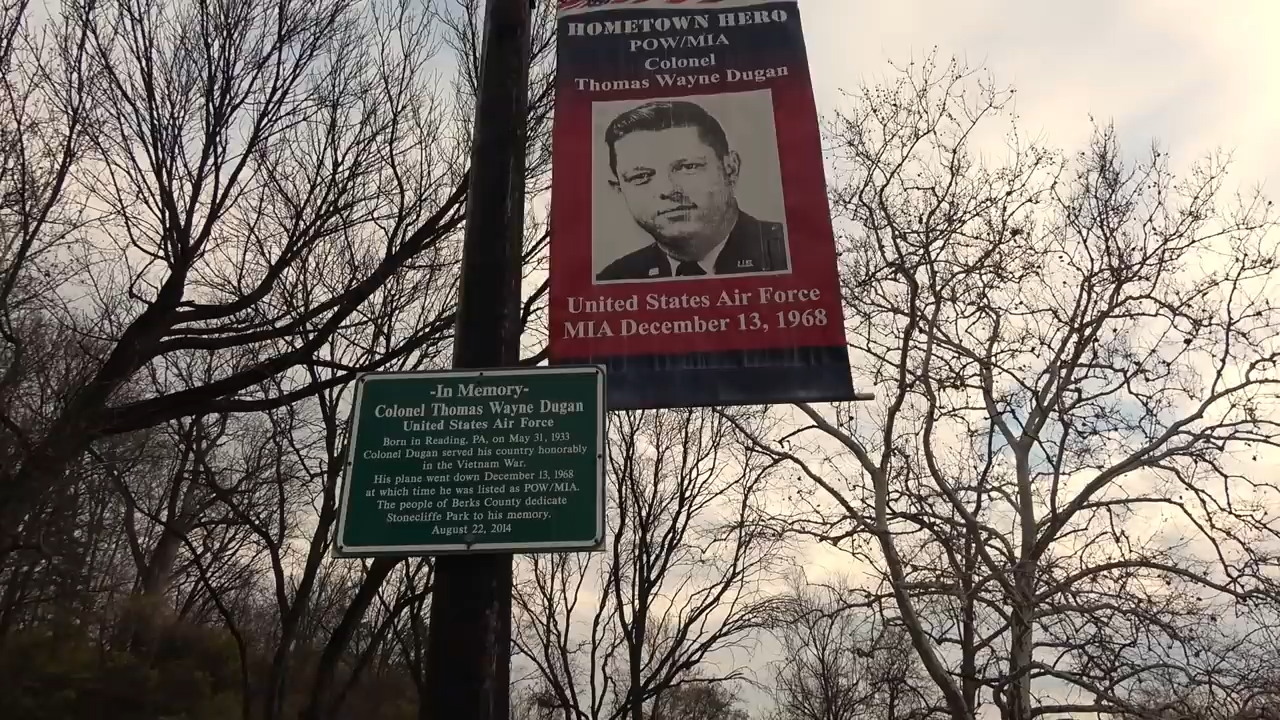 HOMETOWN HERO
POW/MIA
Colonel
Thomas Wayne Dugan
United States Air Force
MIA December 13, 1968
-In Memory-
Colonel Thomas Wayne Dugan
United States Air Force
Born in Reading, PA, on May 31, 1933
Colonel Dugan served his country honorably
in the Vietnam War.
His plane went down December 13, 1968
at which time he was listed as POW/MIA.
The people of Berks County dedicate
Stonecliffe Park to his memory.
August 22, 2014